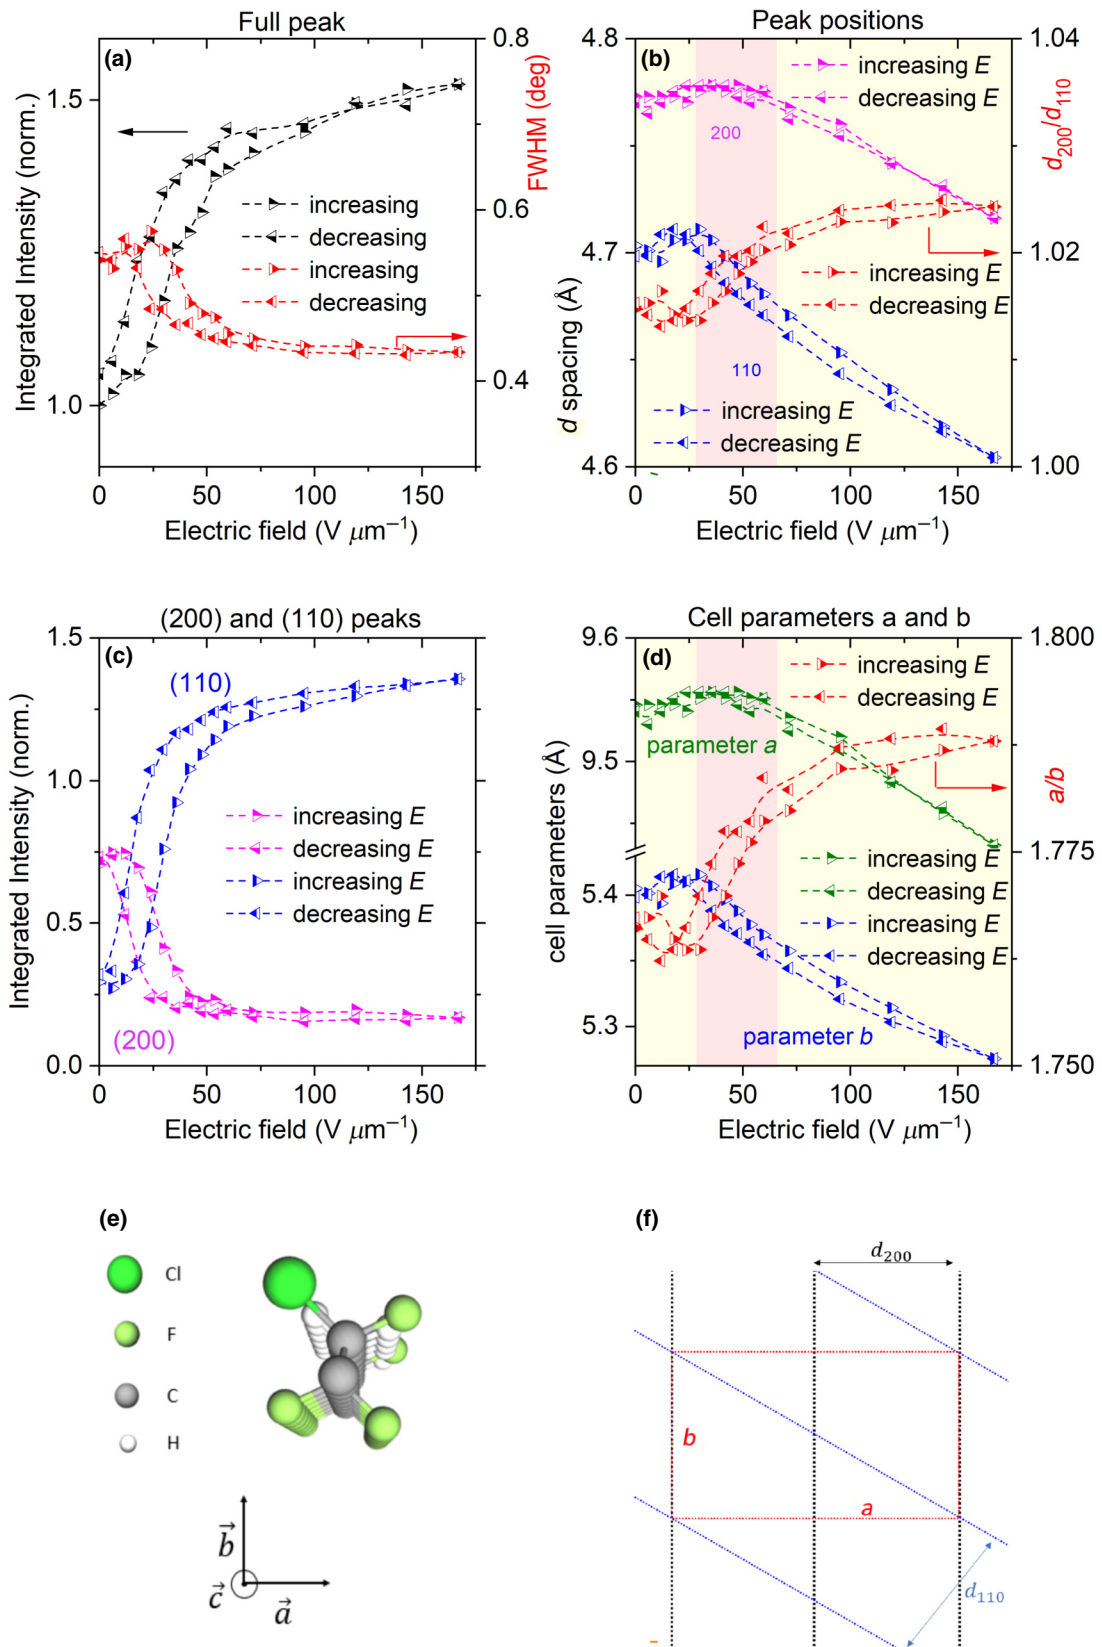 Full peak
(a)
0.8
1.5
Integrated Intensity (norm.)
FWHM (deg)
increasing
decreasing
increasing
decreasing
0.6
1.0
0.4
0
50
100
150
Electric field (V μm⁻¹)
Peak positions
4.8
(b)
1.04
increasing E
decreasing E
200
d200/d110
4.7
1.02
d spacing (Å)
increasing E
decreasing E
110
increasing E
decreasing E
4.6
1.00
0
50
100
150
Electric field (V μm⁻¹)
(200) and (110) peaks
1.5
(c)
(110)
Integrated Intensity (norm.)
1.0
increasing E
decreasing E
increasing E
decreasing E
0.5
(200)
0.0
0
50
100
150
Electric field (V μm⁻¹)
Cell parameters a and b
9.6
(d)
1.800
increasing E
decreasing E
parameter a
9.5
cell parameters (Å)
a/b
1.775
increasing E
decreasing E
increasing E
decreasing E
5.4
5.3
parameter b
1.750
0
50
100
150
Electric field (V μm⁻¹)
(e)
Cl
F
C
H
b
c
a
(f)
d200
b
a
d110